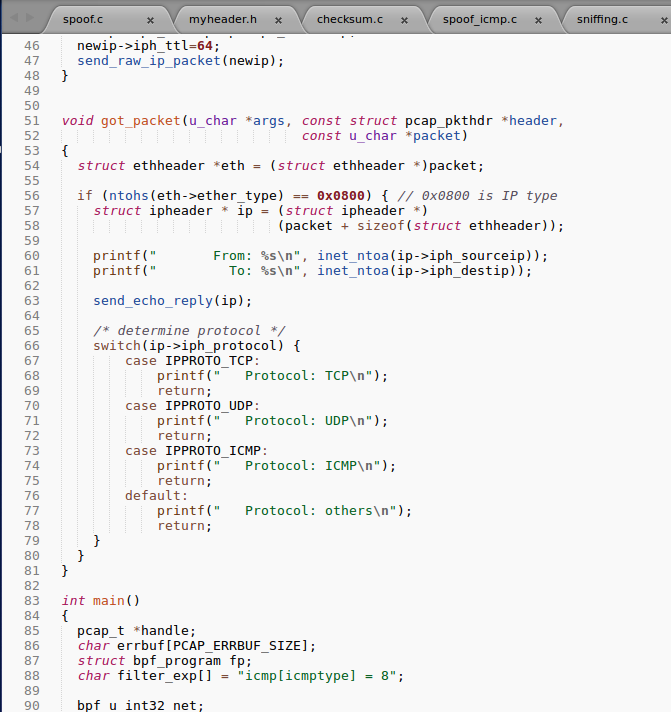 spoof.c × myheader.h × checksum.c × spoof_icmp.c × sniffing.c
46 newip->iph_ttl=64;
47 send_raw_ip_packet(newip);
48 }
49
50
51 void got_packet(u_char *args, const struct pcap_pkthdr *header,
52 const u_char *packet)
53 {
54 struct ethheader *eth = (struct ethheader *)packet;
55
56 if (ntohs(eth->ether_type) == 0x0800) { // 0x0800 is IP type
57 struct ipheader * ip = (struct ipheader *)
58 (packet + sizeof(struct ethheader));
59
60 printf("       From: %s\n", inet_ntoa(ip->iph_sourceip));
61 printf("         To: %s\n", inet_ntoa(ip->iph_destip));
62
63 send_echo_reply(ip);
64
65 /* determine protocol */
66 switch(ip->iph_protocol) {
67 case IPPROTO_TCP:
68 printf("   Protocol: TCP\n");
69 return;
70 case IPPROTO_UDP:
71 printf("   Protocol: UDP\n");
72 return;
73 case IPPROTO_ICMP:
74 printf("   Protocol: ICMP\n");
75 return;
76 default:
77 printf("   Protocol: others\n");
78 return;
79 }
80 }
81 }
82
83 int main()
84 {
85 pcap_t *handle;
86 char errbuf[PCAP_ERRBUF_SIZE];
87 struct bpf_program fp;
88 char filter_exp[] = "icmp[icmptype] = 8";
89
90 bpf_u_int32 net;